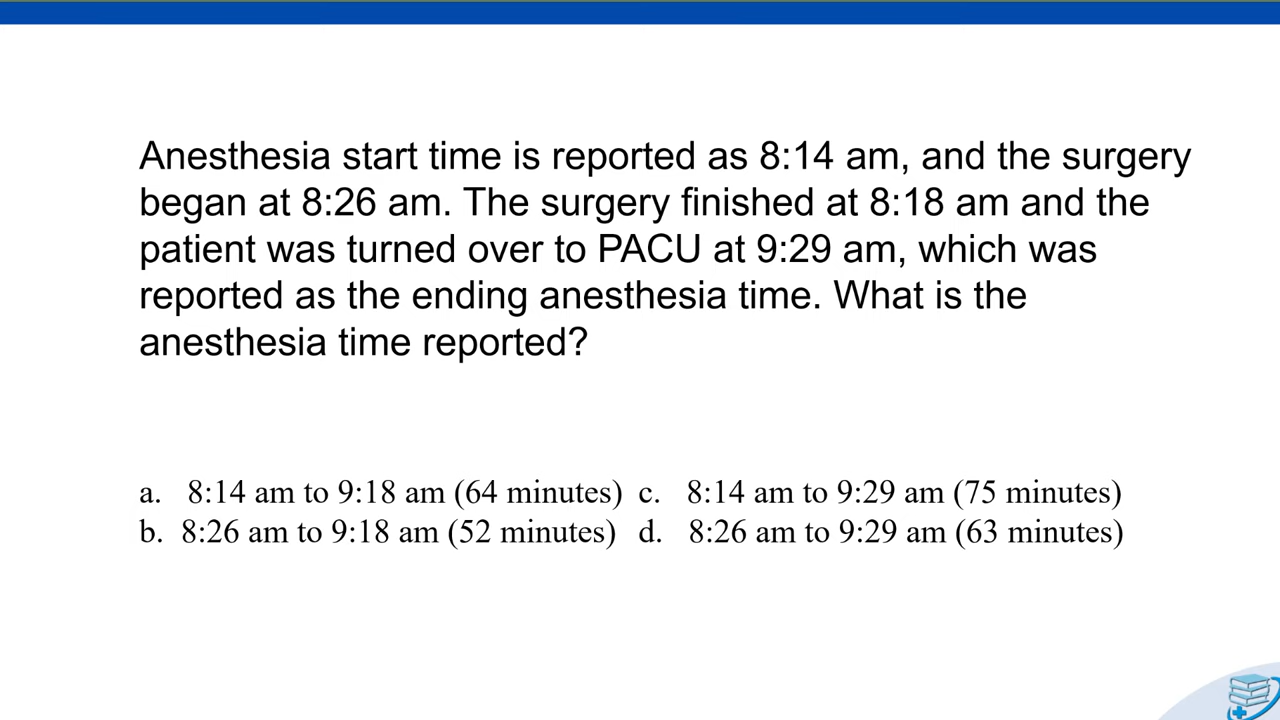 Anesthesia start time is reported as 8:14 am, and the surgery
began at 8:26 am. The surgery finished at 8:18 am and the
patient was turned over to PACU at 9:29 am, which was
reported as the ending anesthesia time. What is the
anesthesia time reported?
a. 8:14 am to 9:18 am (64 minutes) c. 8:14 am to 9:29 am (75 minutes)
b. 8:26 am to 9:18 am (52 minutes) d. 8:26 am to 9:29 am (63 minutes)